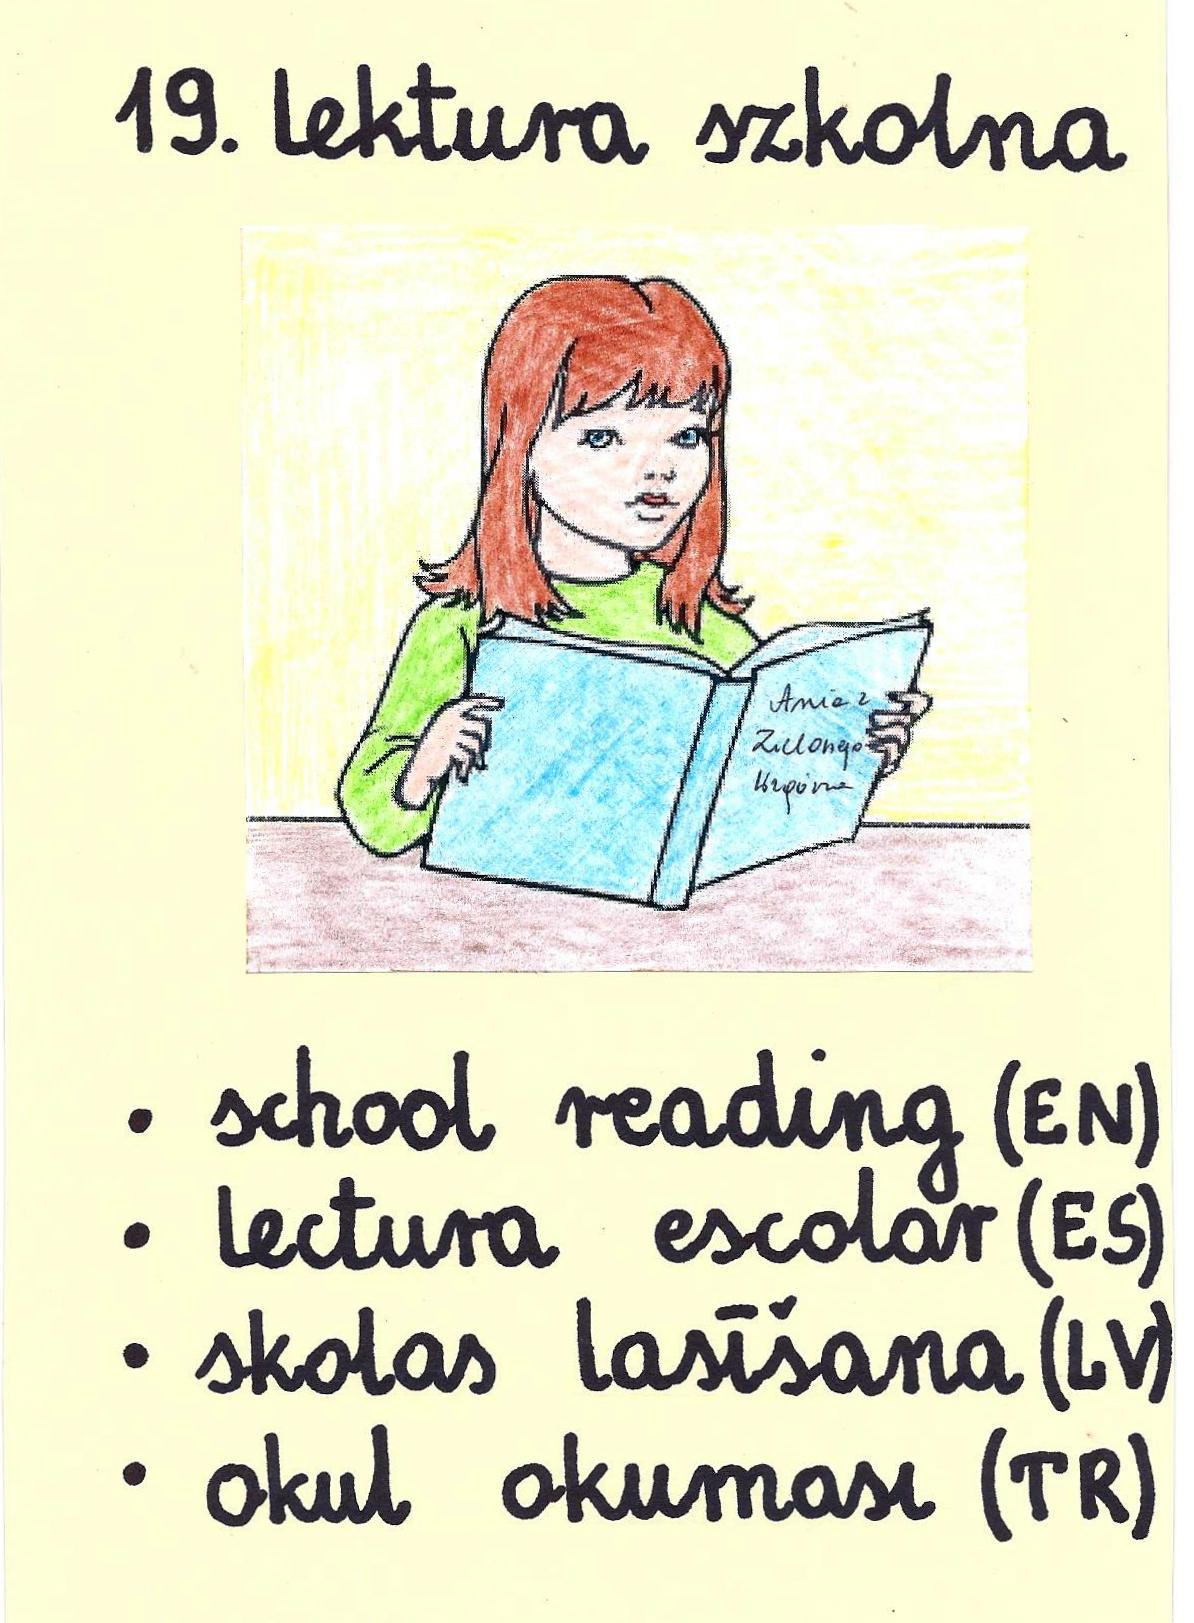 19. lektura szkolna
Ania z
Zielonego
Wzgórza
• school reading (EN)
• lectura escolar (ES)
• skolas lasīšana (LV)
• okul okuması (TR)